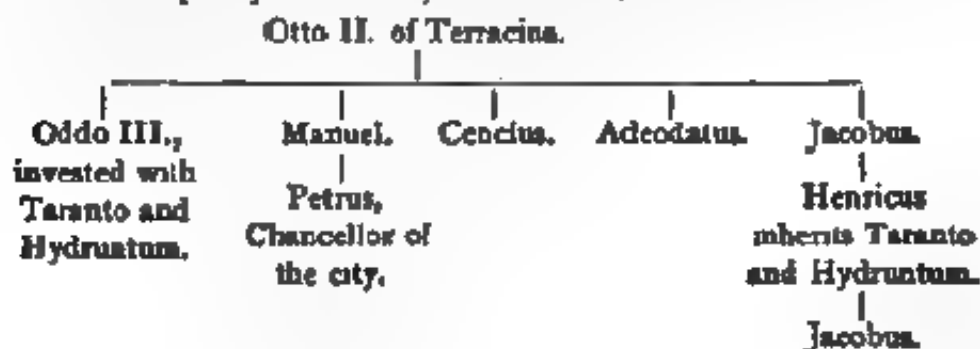 Otto II. of Terracina.
Oddo III., Manuel. Cencius. Adeodatus. Jacobus.
invested with
Taranto and
Hydruntum.
Petrus,
Chancellor of
the city.
Henricus
inherits Taranto
and Hydruntum.
Jacobus.